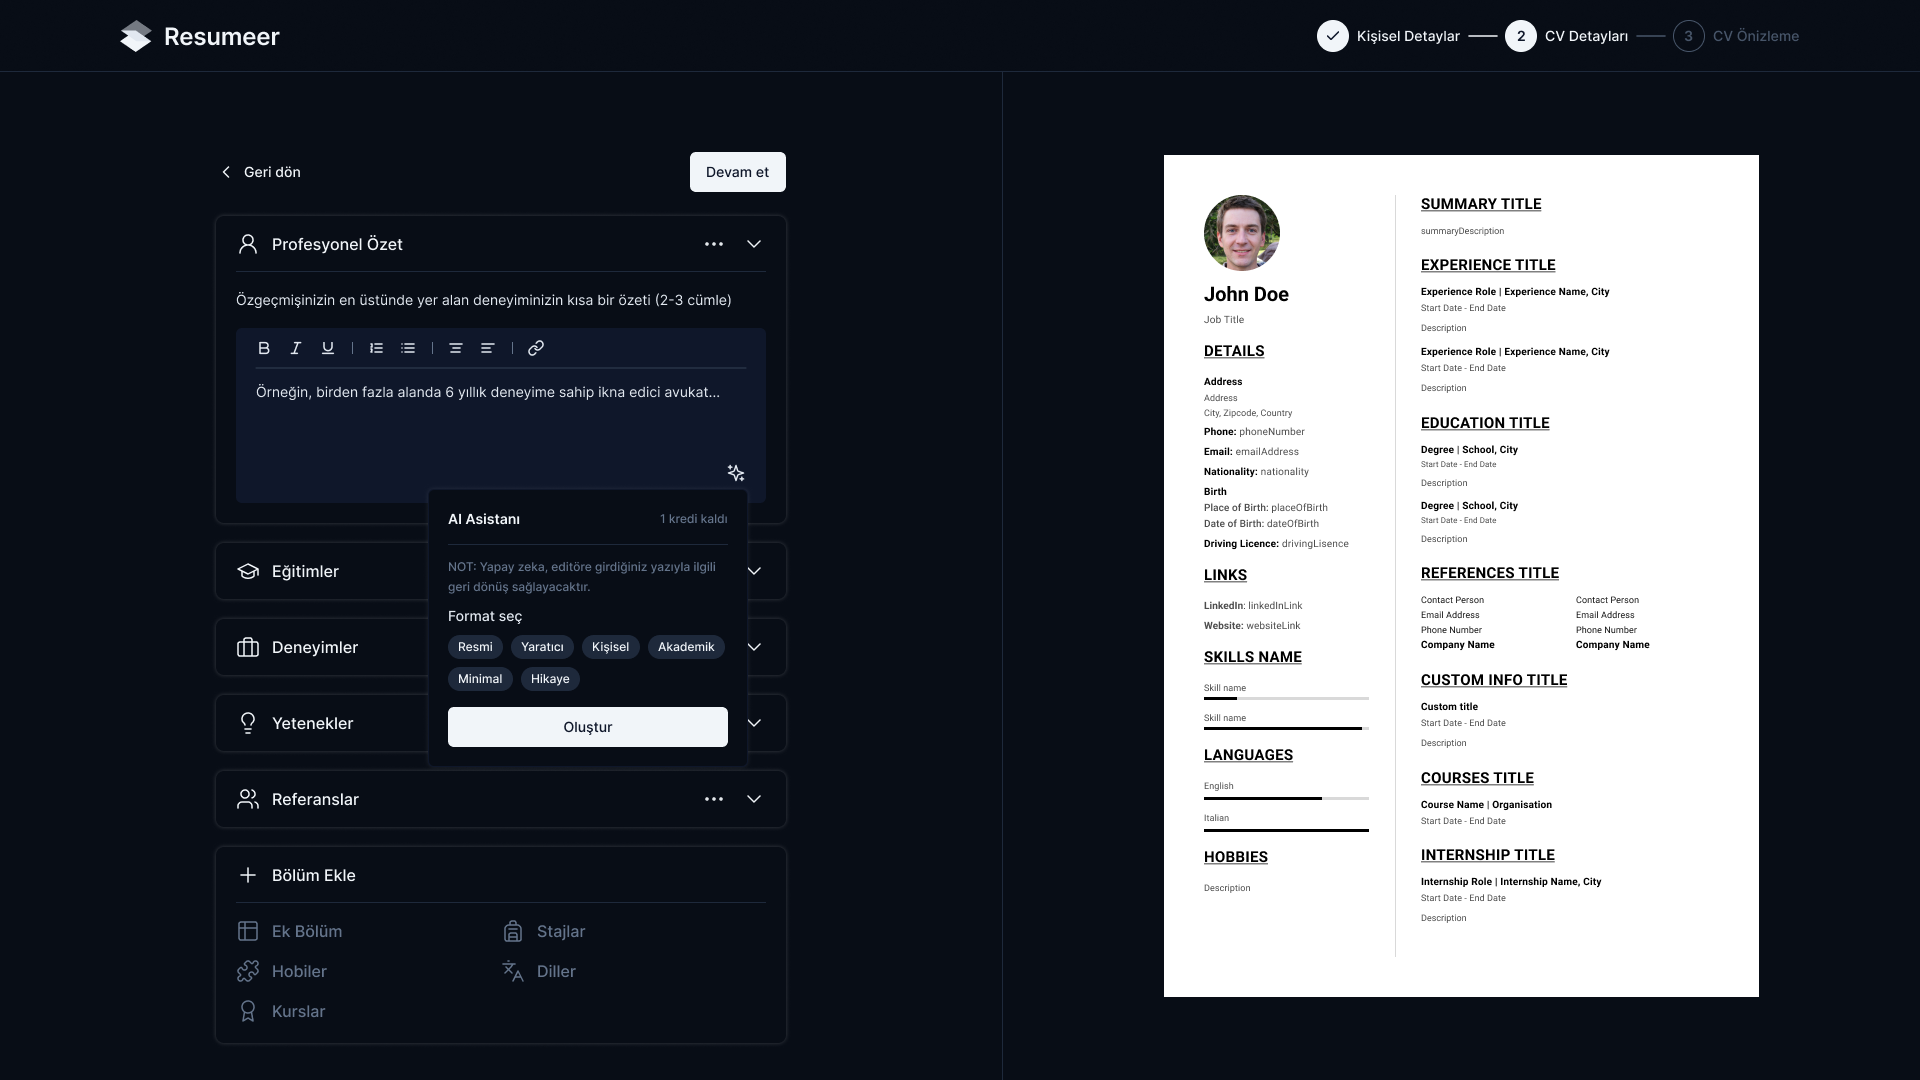 Resumeer
Kişisel Detaylar
2
CV Detayları
3
CV Önizleme
Geri dön
Devam et
Profesyonel Özet
Özgeçmişinizin en üstünde yer alan deneyiminizin kısa bir özeti (2-3 cümle)
Örneğin, birden fazla alanda 6 yıllık deneyime sahip ikna edici avukat...
AI Asistanı
1 kredi kaldı
NOT: Yapay zeka, editöre girdiğiniz yazıyla ilgili
geri dönüş sağlayacaktır.
Format seç
Resmi
Yaratıcı
Kişisel
Akademik
Minimal
Hikaye
Oluştur
Eğitimler
Deneyimler
Yetenekler
Referanslar
Bölüm Ekle
Ek Bölüm
Stajlar
Hobiler
Diller
Kurslar
John Doe
Job Title
DETAILS
Address
Address
City, Zipcode, Country
Phone: phoneNumber
Email: emailAddress
Nationality: nationality
Birth
Place of Birth: placeOfBirth
Date of Birth: dateOfBirth
Driving Licence: drivingLisence
LINKS
LinkedIn: linkedInLink
Website: websiteLink
SKILLS NAME
Skill name
Skill name
LANGUAGES
English
Italian
HOBBIES
Description
SUMMARY TITLE
summaryDescription
EXPERIENCE TITLE
Experience Role | Experience Name, City
Start Date - End Date
Description
Experience Role | Experience Name, City
Start Date - End Date
Description
EDUCATION TITLE
Degree | School, City
Start Date - End Date
Description
Degree | School, City
Start Date - End Date
Description
REFERENCES TITLE
Contact Person
Email Address
Phone Number
Company Name
Contact Person
Email Address
Phone Number
Company Name
CUSTOM INFO TITLE
Custom title
Start Date - End Date
Description
COURSES TITLE
Course Name | Organisation
Start Date - End Date
INTERNSHIP TITLE
Internship Role | Internship Name, City
Start Date - End Date
Description